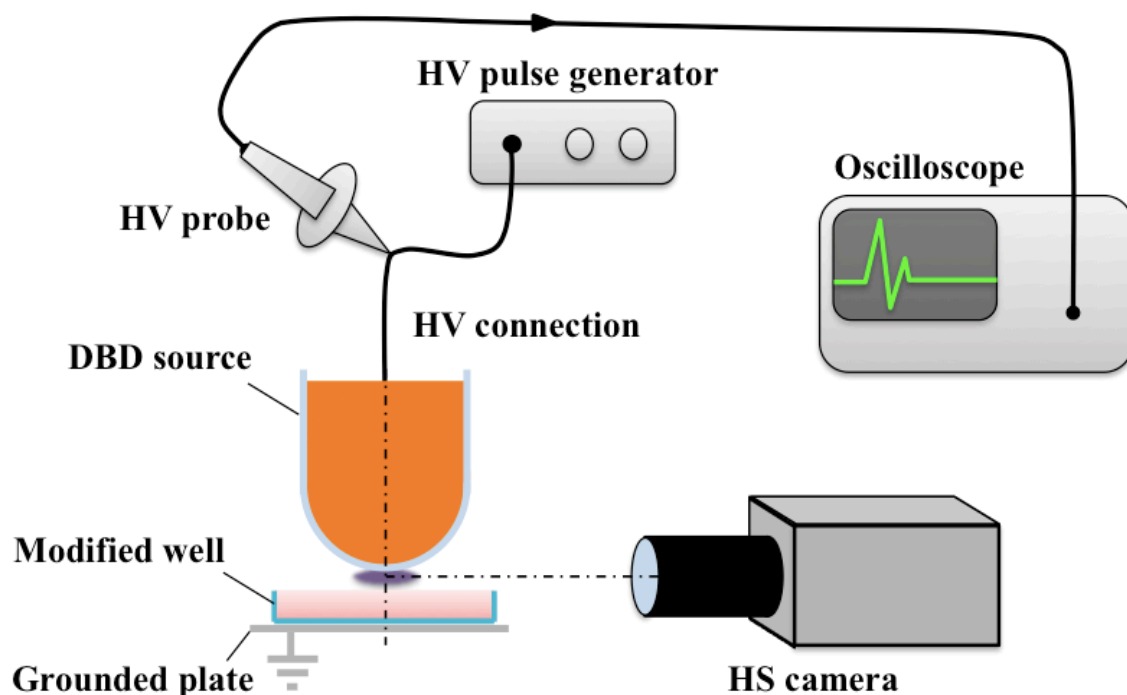 HV pulse generator
Oscilloscope
HV probe
HV connection
DBD source
Modified well
Grounded plate
HS camera